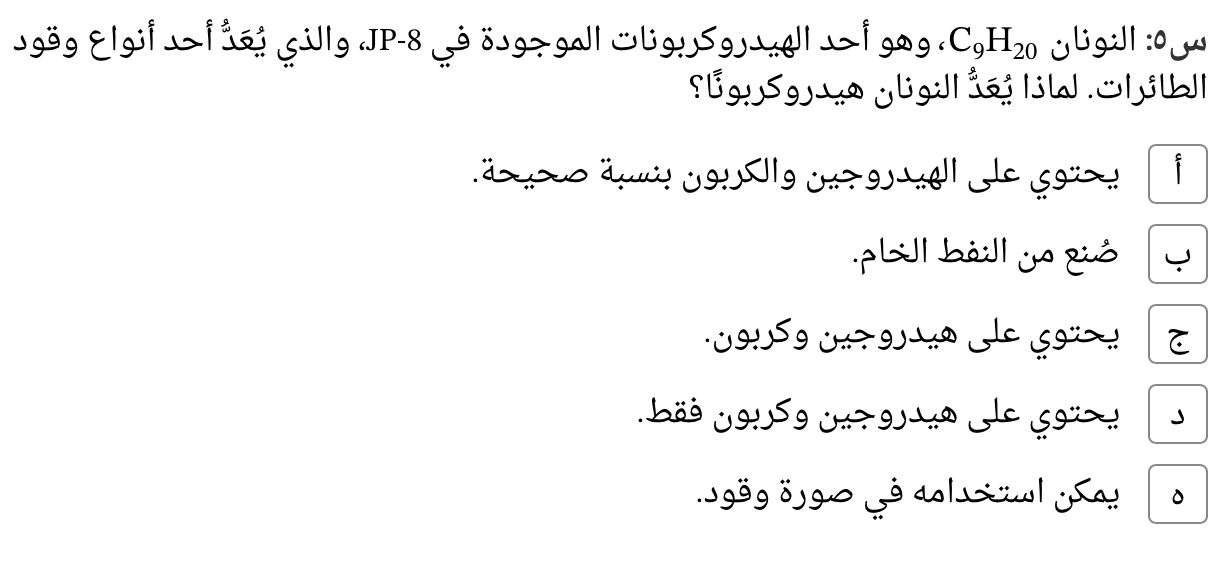 س٥: النونان C₉H₂₀، وهو أحد الهيدروكربونات الموجودة في JP-8، والذي يُعَدُّ أحد أنواع وقود
الطائرات. لماذا يُعَدُّ النونان هيدروكربونًا؟
أ يحتوي على الهيدروجين والكربون بنسبة صحيحة.
ب صُنع من النفط الخام.
ج يحتوي على هيدروجين وكربون.
د يحتوي على هيدروجين وكربون فقط.
ه يمكن استخدامه في صورة وقود.